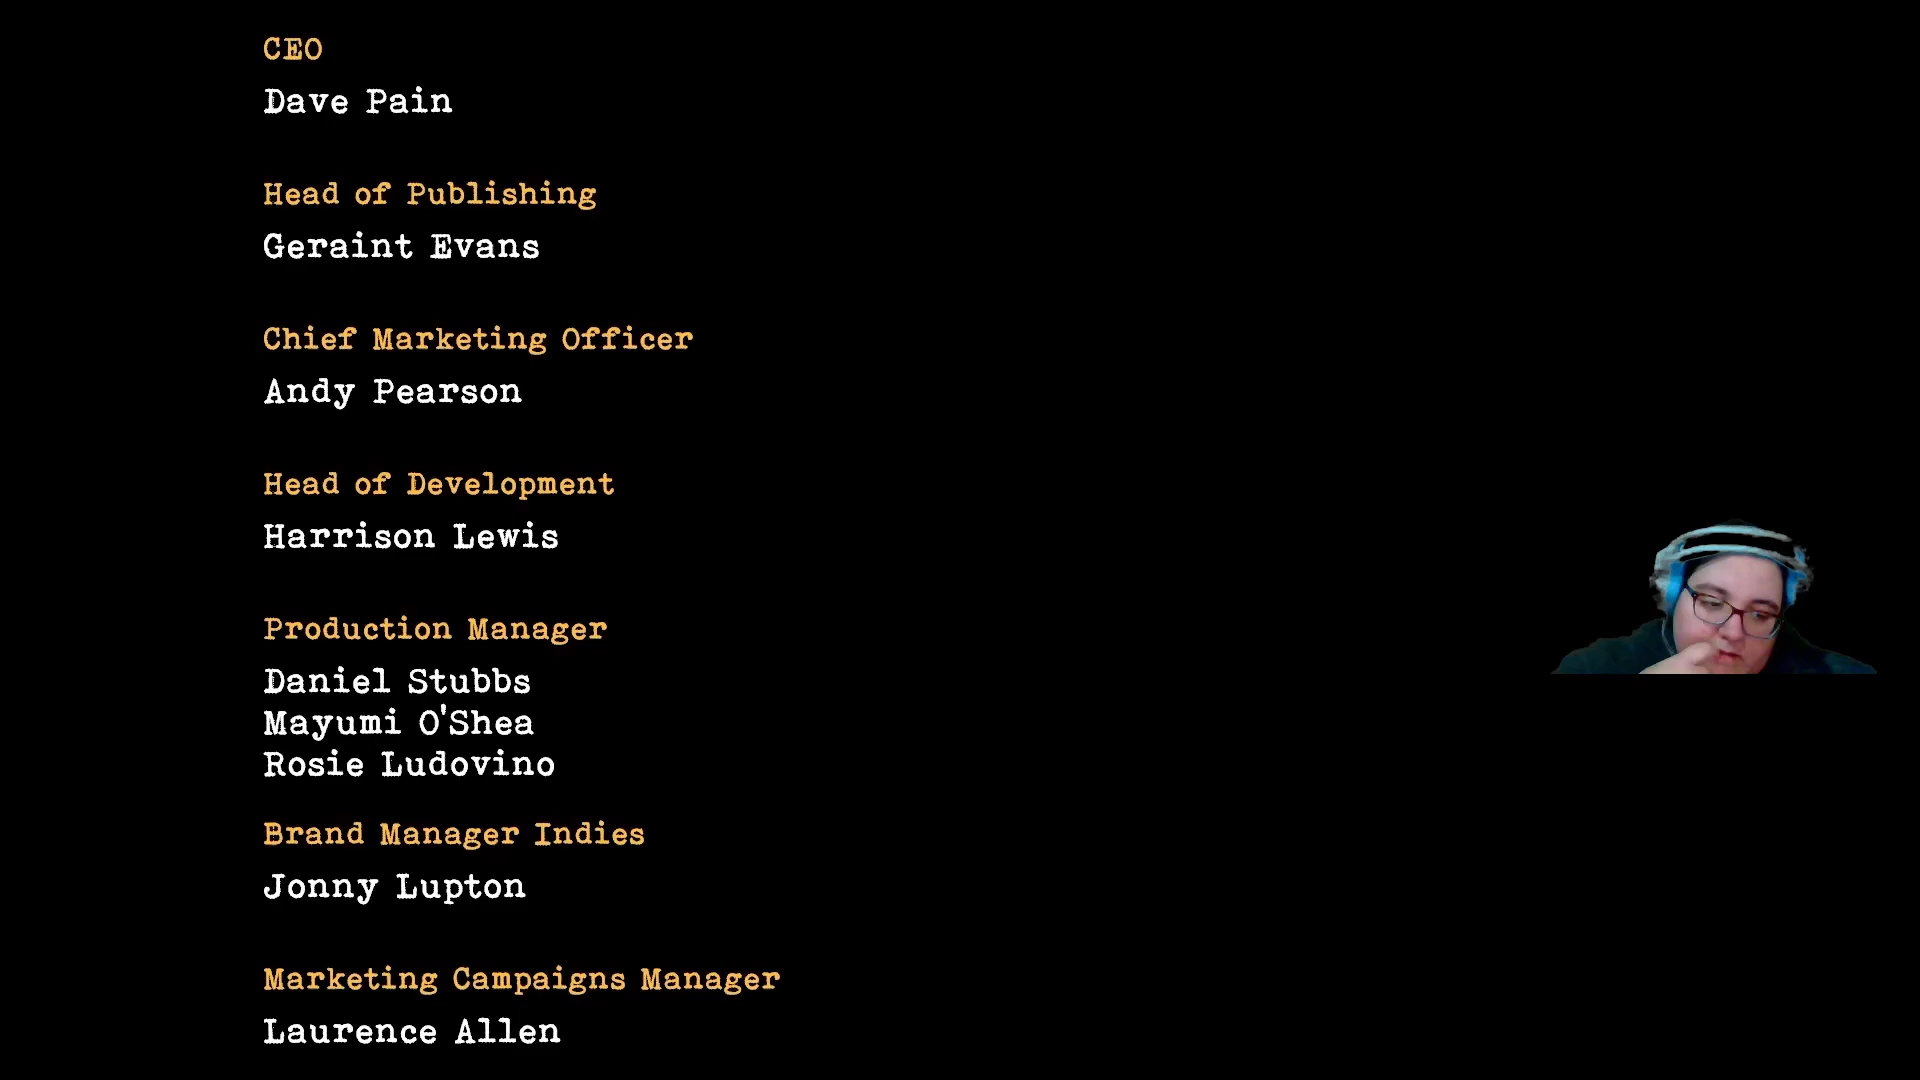 CEO
Dave Pain
Head of Publishing
Geraint Evans
Chief Marketing Officer
Andy Pearson
Head of Development
Harrison Lewis
Production Manager
Daniel Stubbs
Mayumi O'Shea
Rosie Ludovino
Brand Manager Indies
Jonny Lupton
Marketing Campaigns Manager
Laurence Allen